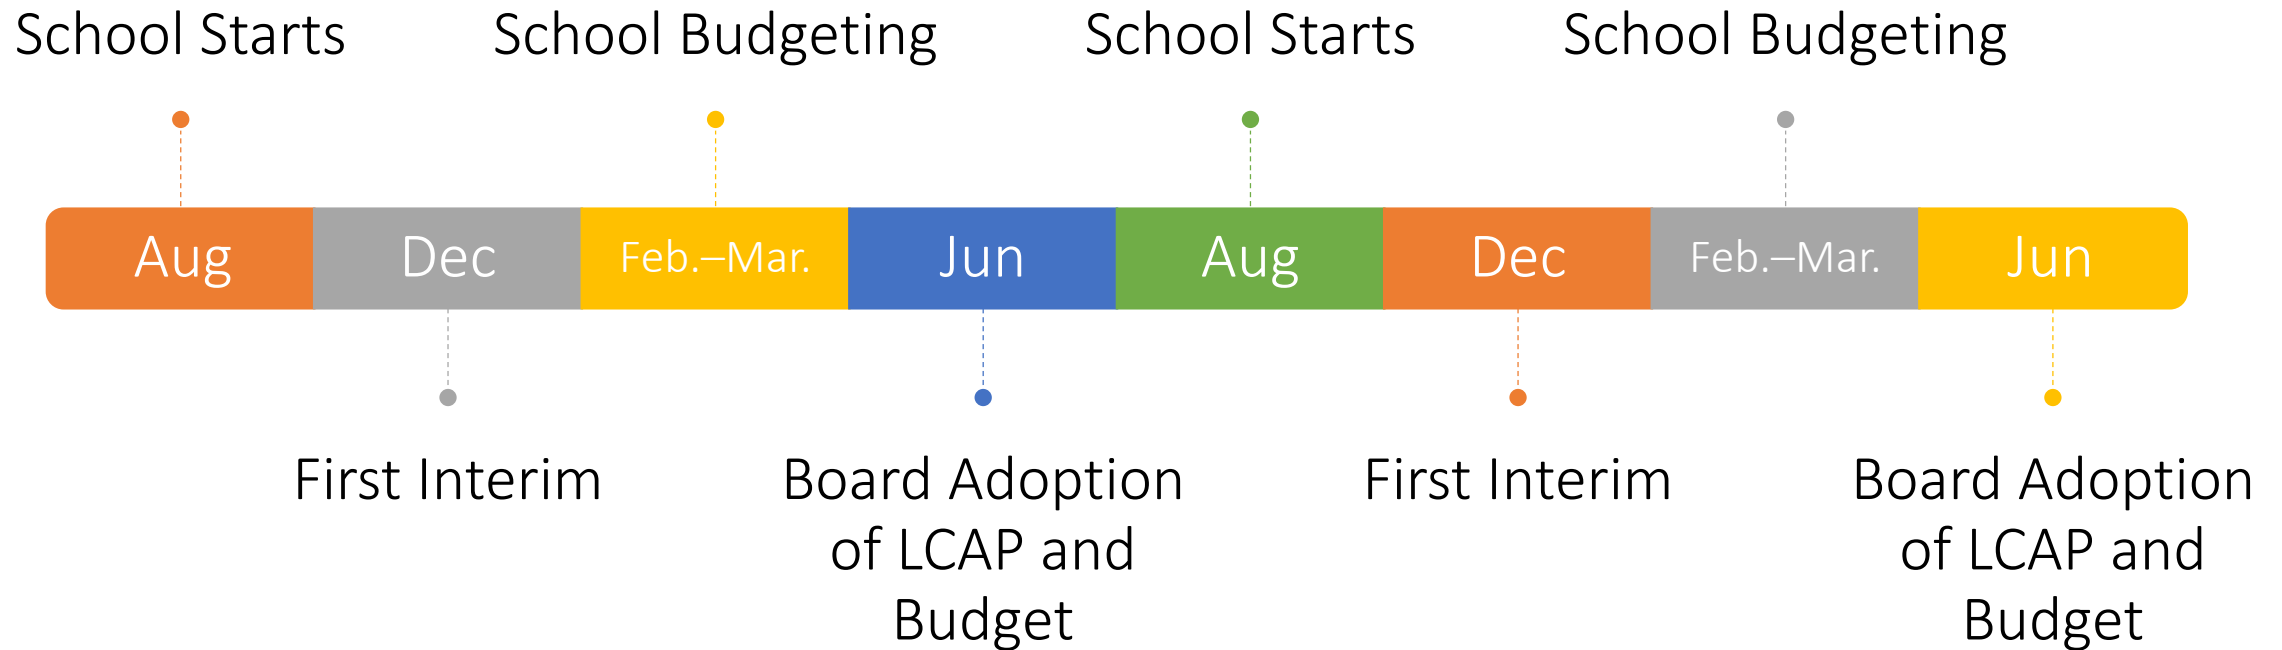 School Starts
School Budgeting
School Starts
School Budgeting
Aug
Dec
Feb.–Mar.
Jun
Aug
Dec
Feb.–Mar.
Jun
First Interim
Board Adoption
of LCAP and
Budget
First Interim
Board Adoption
of LCAP and
Budget